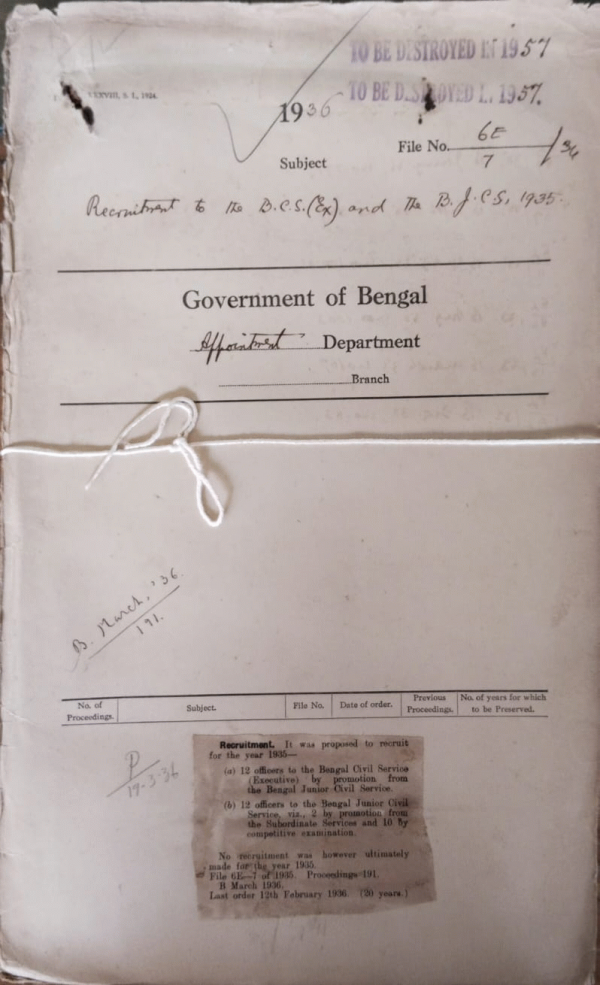 TO BE DESTROYED IN 1957
TO BE DESTROYED IN 1957.
XXXVIII, S. I., 1924.
1936
File No. 6E/7/36
Subject
Recruitment to the B.C.S. (Ex) and the B.J.C.S, 1935.
Government of Bengal
Appointment Department
Branch
B. March, '36
191.
No. of Proceedings. Subject. File No. Date of order. Previous Proceedings. No. of years for which to be Preserved.
P
19-3-36
Recruitment. It was proposed to recruit
for the year 1935—
(a) 12 officers to the Bengal Civil Service
(Executive) by promotion from
the Bengal Junior Civil Service.
(b) 12 officers to the Bengal Junior Civil
Service, viz., 2 by promotion from
the Subordinate Services and 10 by
competitive examination.
No recruitment was however ultimately
made for the year 1935.
File 6E—7 of 1935. Proceedings 191.
B March 1936.
Last order 12th February 1936. (20 years.)